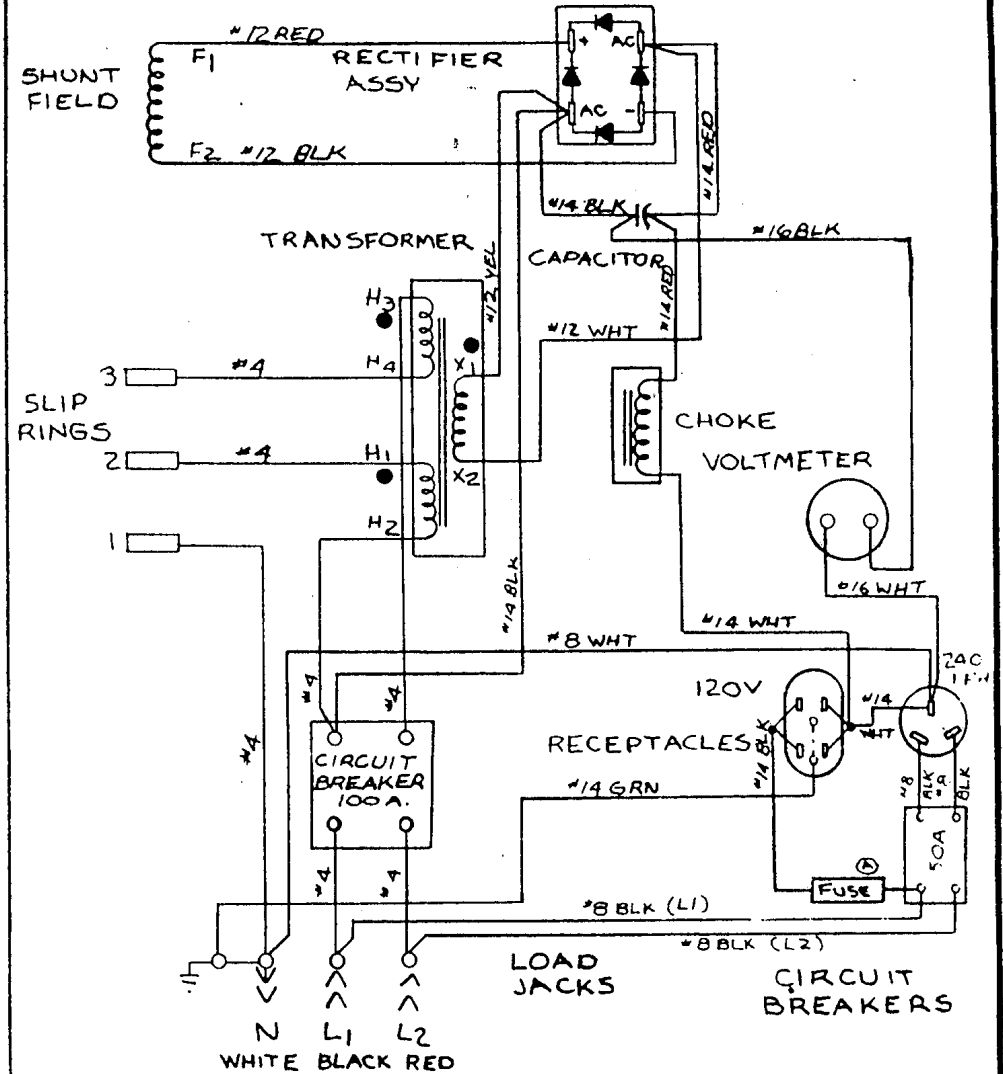 #12 RED
F1
RECTIFIER
ASSY
SHUNT
FIELD
+
AC
AC
-
F2
#12 BLK
#14 RED
#14 BLK
#16 BLK
TRANSFORMER
CAPACITOR
#12 YEL
#14 RED
H3
#12 WHT
3
#4
H4
X1
SLIP
RINGS
CHOKE
VOLTMETER
2
#4
H1
X2
H2
1
#14 BLK
#16 WHT
#14 WHT
#8 WHT
240
#4
#4
120V
#14
WHT
RECEPTACLES
#14 BLK
#4
CIRCUIT
BREAKER
100 A.
#14 GRN
#8
BLK
#8
BLK
50A
A
FUSE
#4
#4
#8 BLK (L1)
#8 BLK (L2)
LOAD
JACKS
CIRCUIT
BREAKERS
N
L1
L2
WHITE BLACK RED